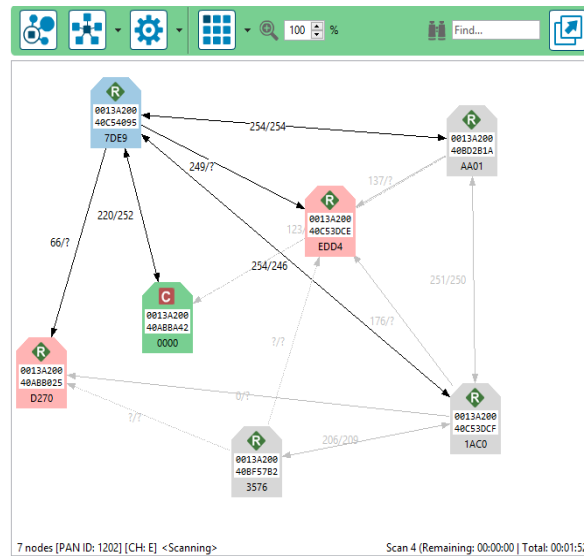 100 %
Find...
R
0013A200
40C54095
7DE9
R
0013A200
40BD2B1A
AA01
254/254
249/?
137/?
R
0013A200
40C53DCE
EDD4
220/252
123/
66/?
254/246
251/250
C
0013A200
40ABBA42
0000
176/?
?/?
R
0013A200
40ABB025
D270
0/?
R
0013A200
40C53DCF
1AC0
?/?
206/209
R
0013A200
40BF57B2
3576
7 nodes [PAN ID: 1202] [CH: E] <Scanning>
Scan 4 (Remaining: 00:00:00 | Total: 00:01:52